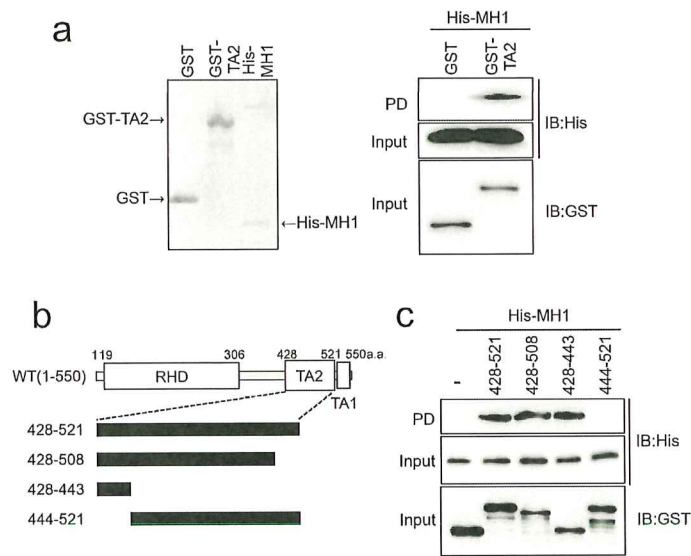 a
GST
GST-
TA2
His-
MH1
GST-TA2→
GST→
←His-MH1
His-MH1
GST
GST-
TA2
PD
Input
IB:His
Input
IB:GST
b
119 306 428 521 550a.a.
WT(1-550)
RHD
TA2
TA1
428-521
428-508
428-443
444-521
c
His-MH1
-
428-521
428-508
428-443
444-521
PD
Input
IB:His
Input
IB:GST